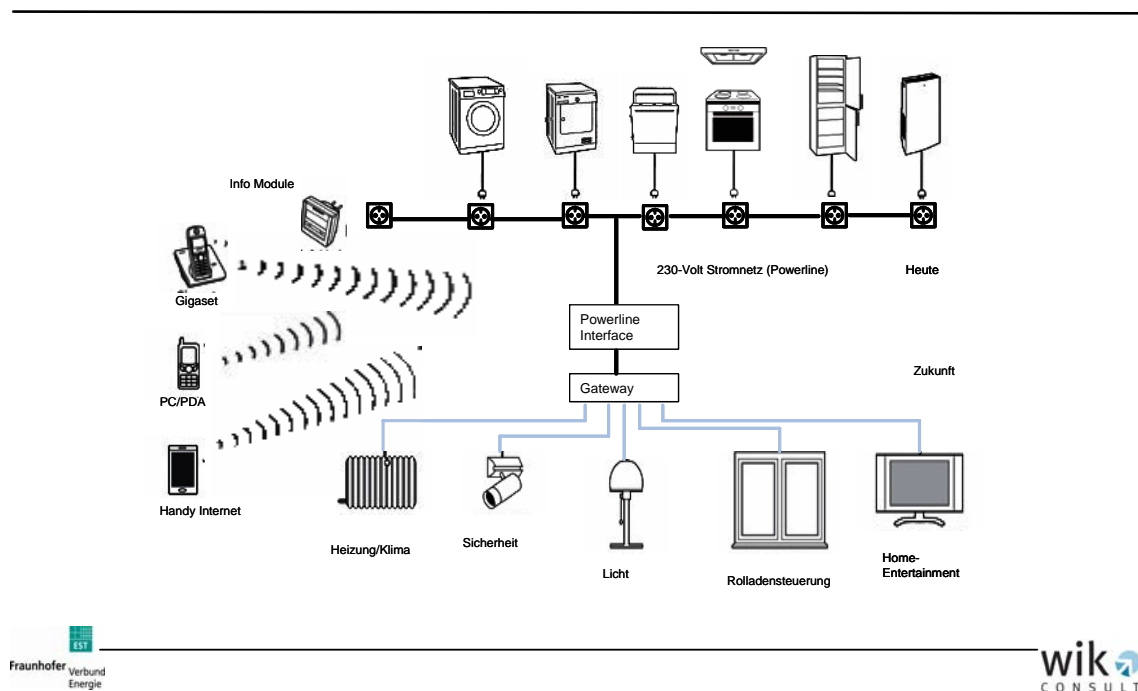 Info Module
Gigaset
230-Volt Stromnetz (Powerline)
Heute
Powerline
Interface
PC/PDA
Zukunft
Gateway
Handy Internet
Heizung/Klima
Sicherheit
Licht
Rolladensteuerung
Home-
Entertainment
EST
Fraunhofer Verbund
Energie
wik
CONSULT